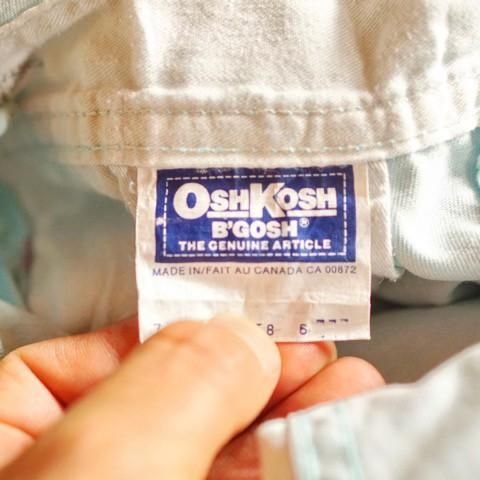 OSHKOSH
B'GOSH®
THE GENUINE ARTICLE
MADE IN/FAIT AU CANADA CA 00872